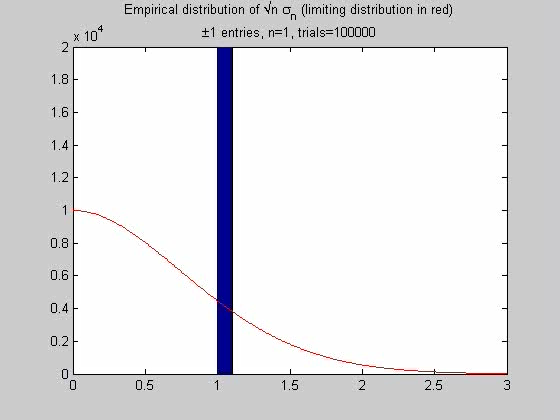 Empirical distribution of √n σn (limiting distribution in red)
±1 entries, n=1, trials=100000
x 10^4
2
1.8
1.6
1.4
1.2
1
0.8
0.6
0.4
0.2
0
0 0.5 1 1.5 2 2.5 3